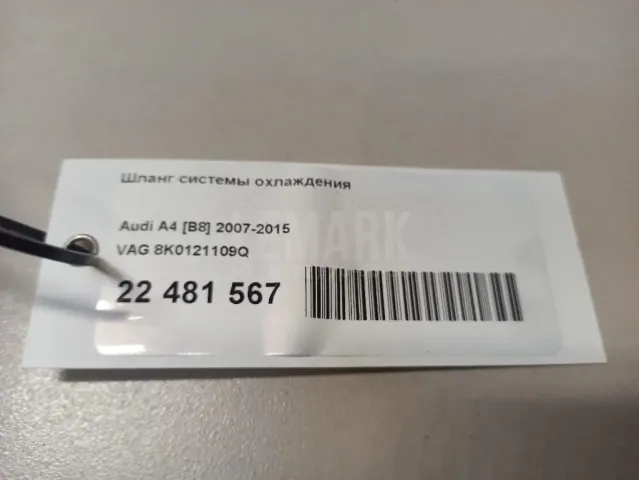 Шланг системы охлаждения
Audi A4 [B8] 2007-2015
VAG 8K0121109Q
22 481 567